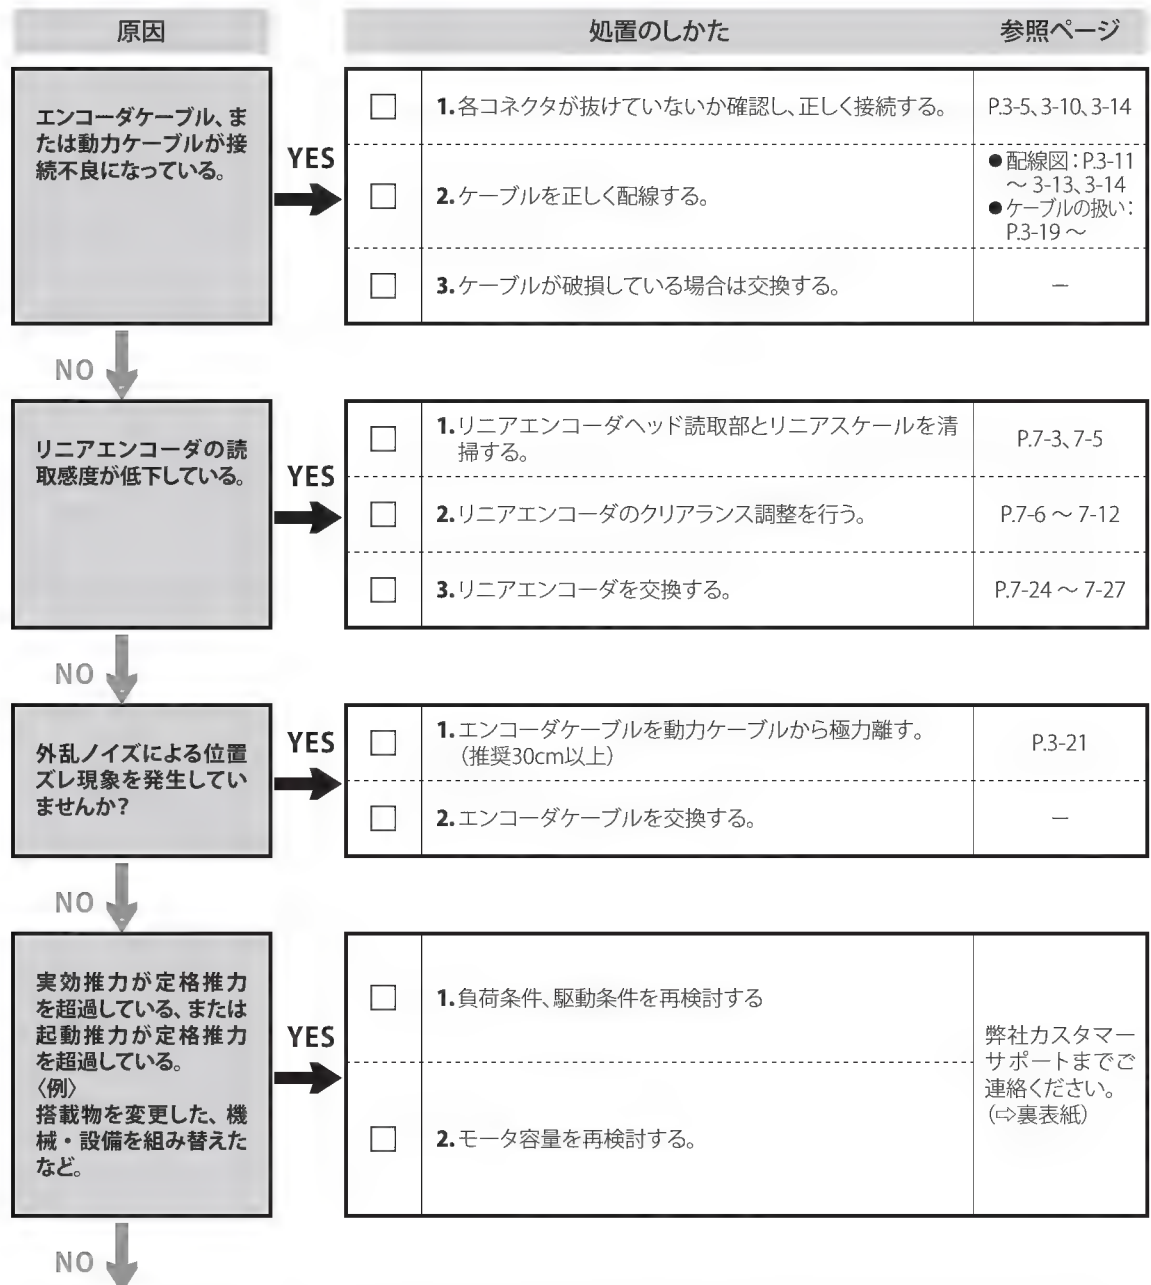 原因
処置のしかた
参照ページ
エンコーダケーブル、ま
たは動力ケーブルが接
続不良になっている。
YES
1.各コネクタが抜けていないか確認し、正しく接続する。
P.3-5、3-10、3-14
2.ケーブルを正しく配線する。
●配線図：P.3-11
～ 3-13、3-14
●ケーブルの扱い：
P.3-19 ～
3.ケーブルが破損している場合は交換する。
－
NO
リニアエンコーダの読
取感度が低下している。
YES
1.リニアエンコーダヘッド読取部とリニアスケールを清
掃する。
P.7-3、7-5
2.リニアエンコーダのクリアランス調整を行う。
P.7-6 ～ 7-12
3.リニアエンコーダを交換する。
P.7-24 ～ 7-27
NO
外乱ノイズによる位置
ズレ現象を発生してい
ませんか？
YES
1.エンコーダケーブルを動力ケーブルから極力離す。
（推奨30cm以上）
P.3-21
2.エンコーダケーブルを交換する。
－
NO
実効推力が定格推力
を超過している、または
起動推力が定格推力
を超過している。
〈例〉
搭載物を変更した、機
械・設備を組み替えた
など。
YES
1.負荷条件、駆動条件を再検討する
2.モータ容量を再検討する。
弊社カスタマー
サポートまでご
連絡ください。
（⇨裏表紙）
NO